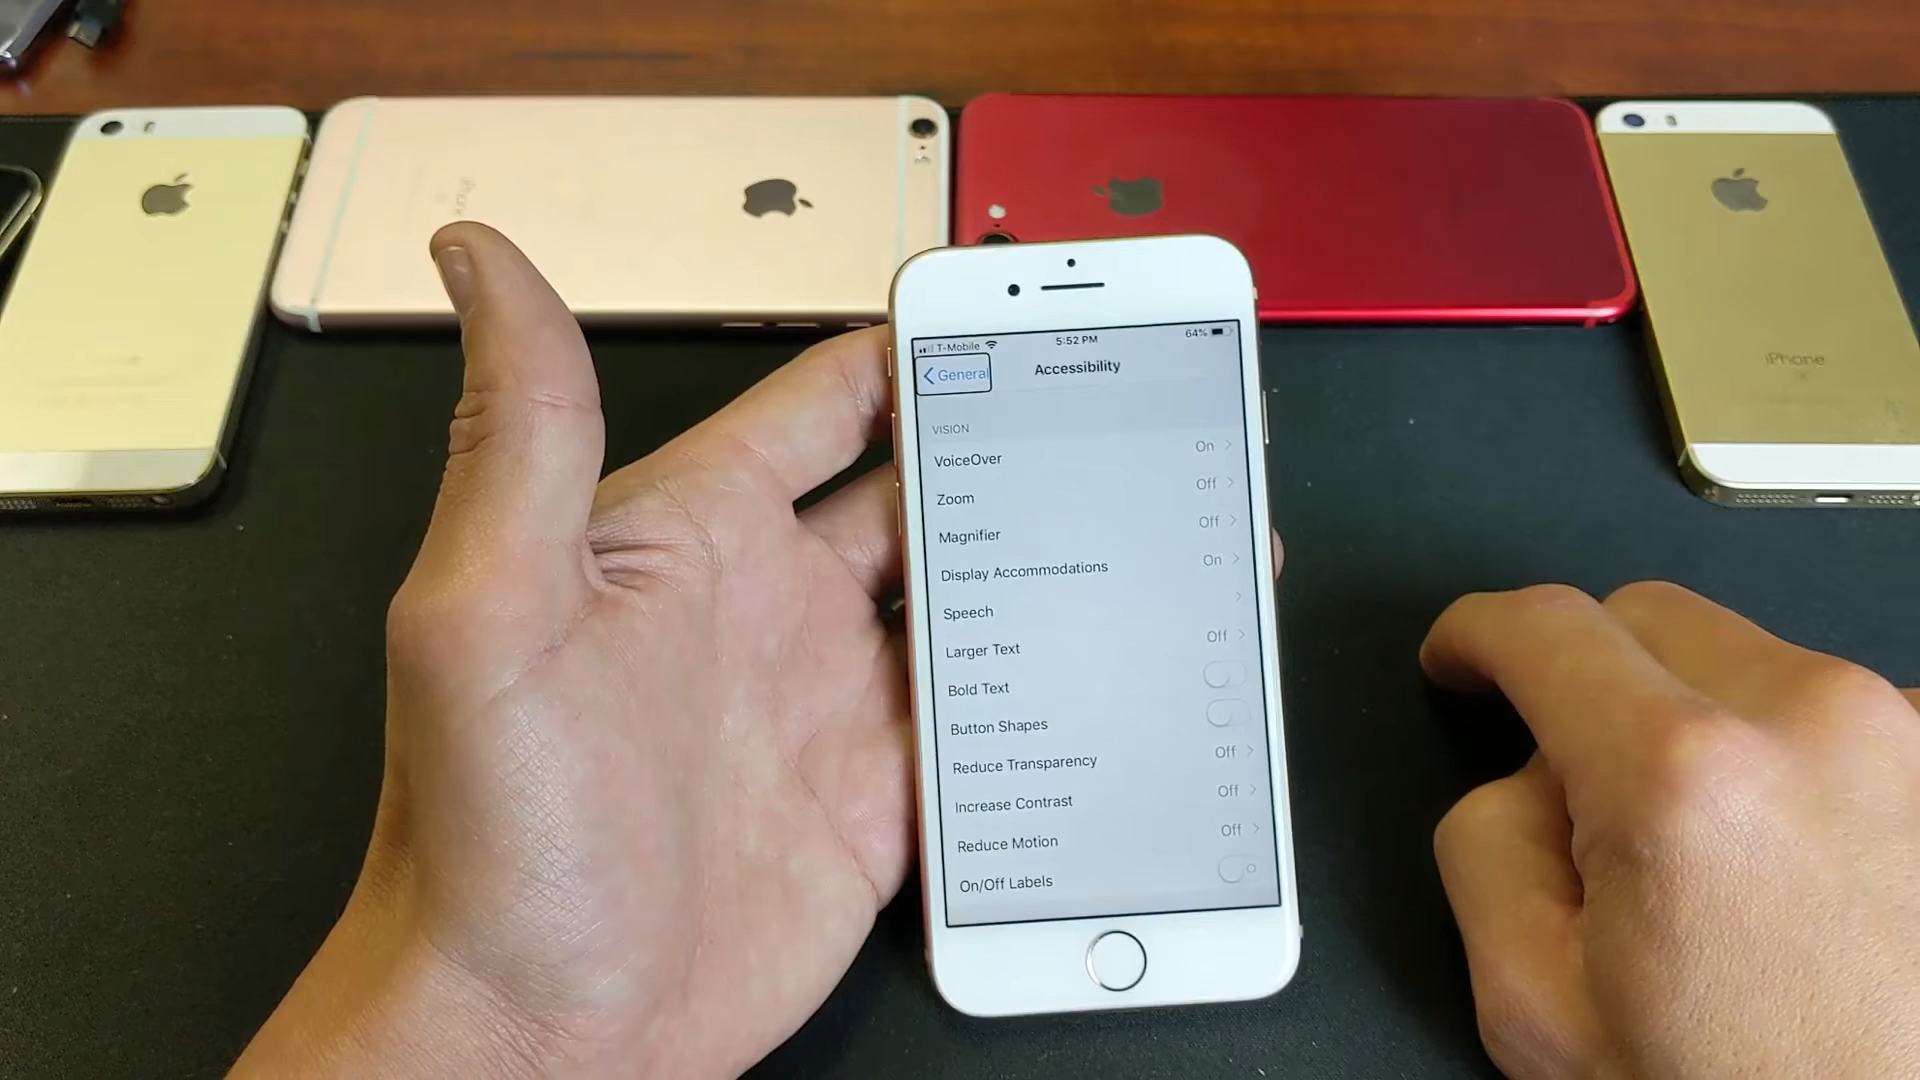 iPhone
T-Mobile 5:52 PM 64%
General Accessibility
VISION
VoiceOver On
Zoom Off
Magnifier Off
Display Accommodations On
Speech
Larger Text Off
Bold Text
Button Shapes
Reduce Transparency Off
Increase Contrast Off
Reduce Motion Off
On/Off Labels